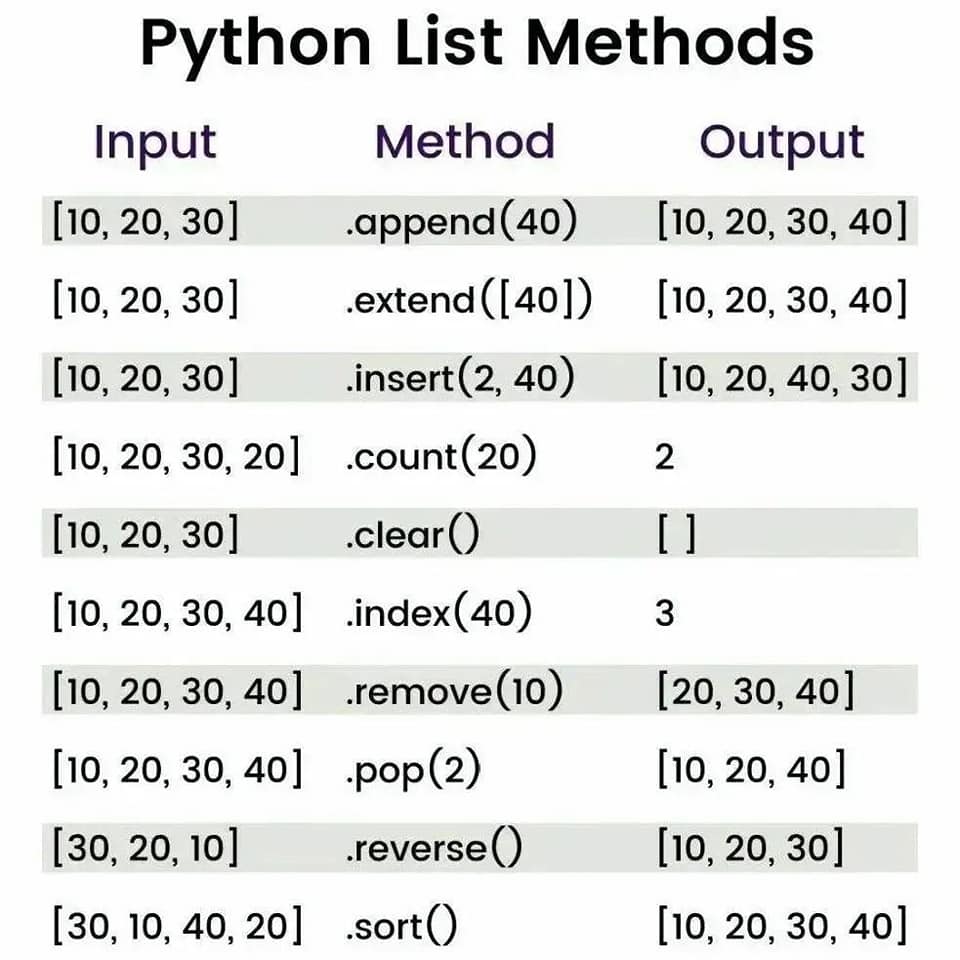 Python List Methods
Input Method Output
[10, 20, 30] .append(40) [10, 20, 30, 40]
[10, 20, 30] .extend([40]) [10, 20, 30, 40]
[10, 20, 30] .insert(2, 40) [10, 20, 40, 30]
[10, 20, 30, 20] .count(20) 2
[10, 20, 30] .clear() [ ]
[10, 20, 30, 40] .index(40) 3
[10, 20, 30, 40] .remove(10) [20, 30, 40]
[10, 20, 30, 40] .pop(2) [10, 20, 40]
[30, 20, 10] .reverse() [10, 20, 30]
[30, 10, 40, 20] .sort() [10, 20, 30, 40]